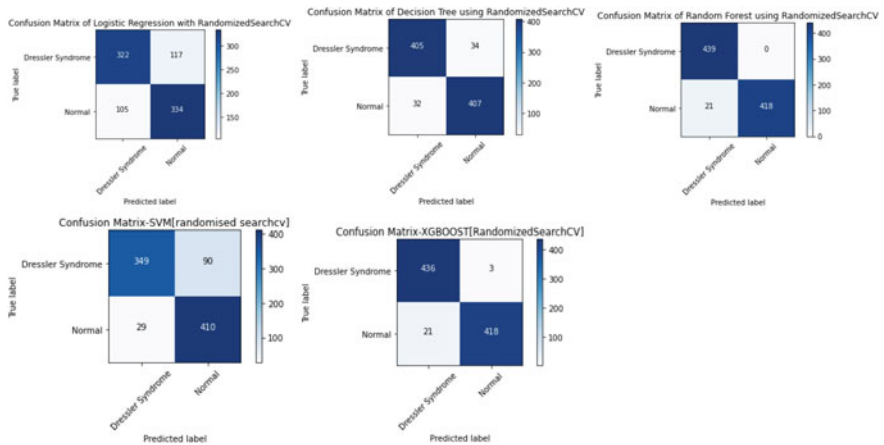 Confusion Matrix of Logistic Regression with RandomizedSearchCV
True label
Dressler Syndrome
Normal
322
117
105
334
300
250
200
150
Dressler Syndrome
Normal
Predicted label
Confusion Matrix of Decision Tree using RandomizedSearchCV
True label
Dressler Syndrome
Normal
405
34
32
407
400
300
200
100
Dressler Syndrome
Normal
Predicted label
Confusion Matrix of Random Forest using RandomizedSearchCV
True label
Dressler Syndrome
Normal
439
0
21
418
400
300
200
100
0
Dressler Syndrome
Normal
Predicted label
Confusion Matrix-SVM[randomised searchcv]
True label
Dressler Syndrome
Normal
349
90
29
410
400
300
200
100
Dressler Syndrome
Normal
Predicted label
Confusion Matrix-XGBOOST[RandomizedSearchCV]
True label
Dressler Syndrome
Normal
436
3
21
418
400
300
200
100
Dressler Syndrome
Normal
Predicted label